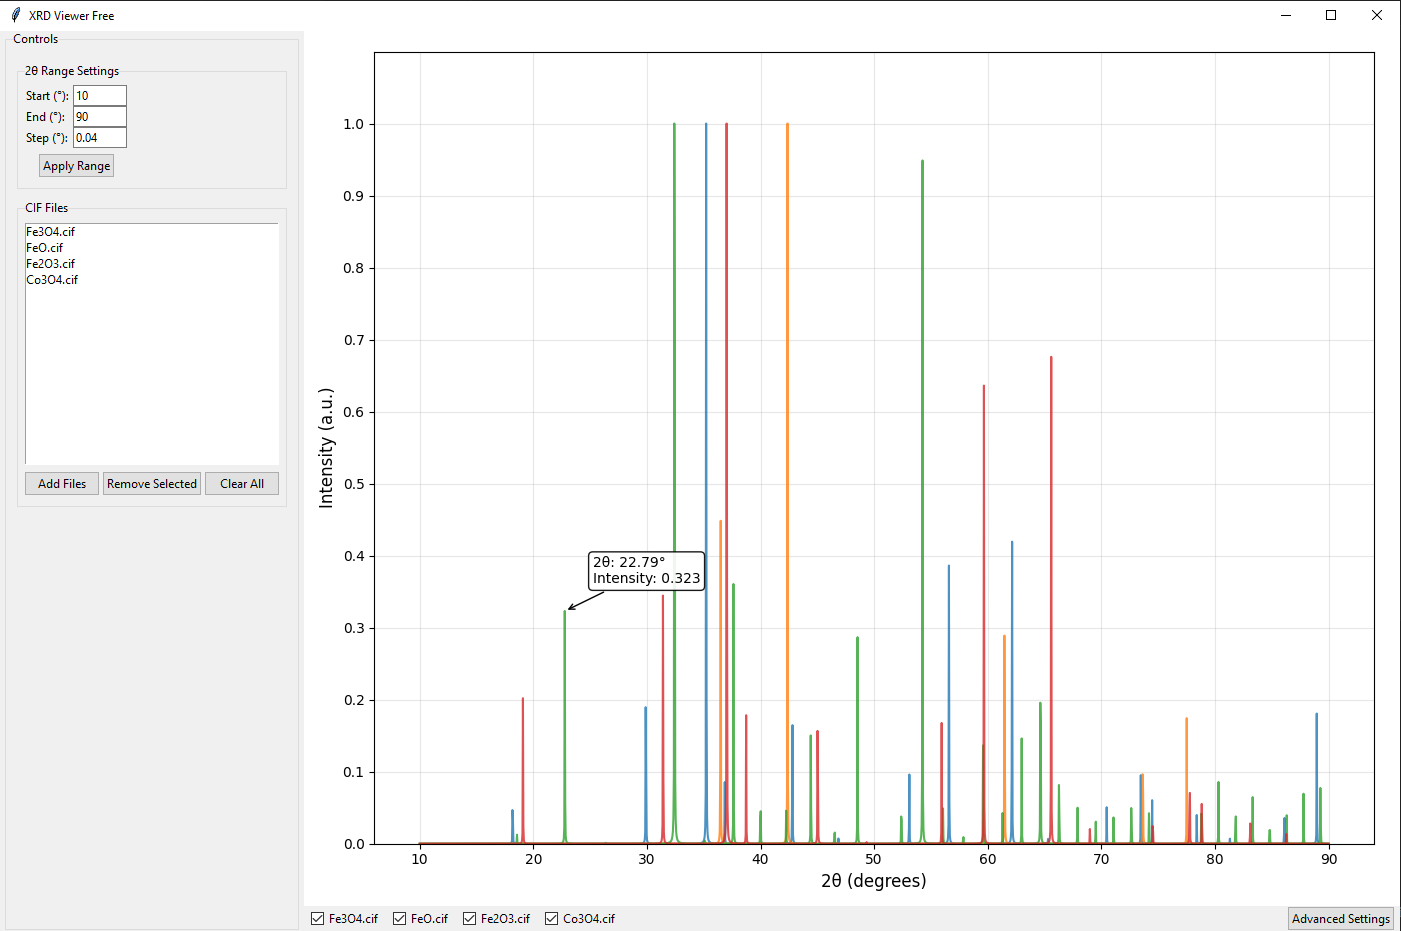 XRD Viewer Free
Controls
2θ Range Settings
Start (°): 10
End (°): 90
Step (°): 0.04
Apply Range
CIF Files
Fe3O4.cif
FeO.cif
Fe2O3.cif
Co3O4.cif
Add Files Remove Selected Clear All
1.0
0.9
0.8
0.7
0.6
0.5
0.4
0.3
0.2
0.1
0.0
Intensity (a.u.)
2θ: 22.79°
Intensity: 0.323
10 20 30 40 50 60 70 80 90
2θ (degrees)
Fe3O4.cif FeO.cif Fe2O3.cif Co3O4.cif Advanced Settings